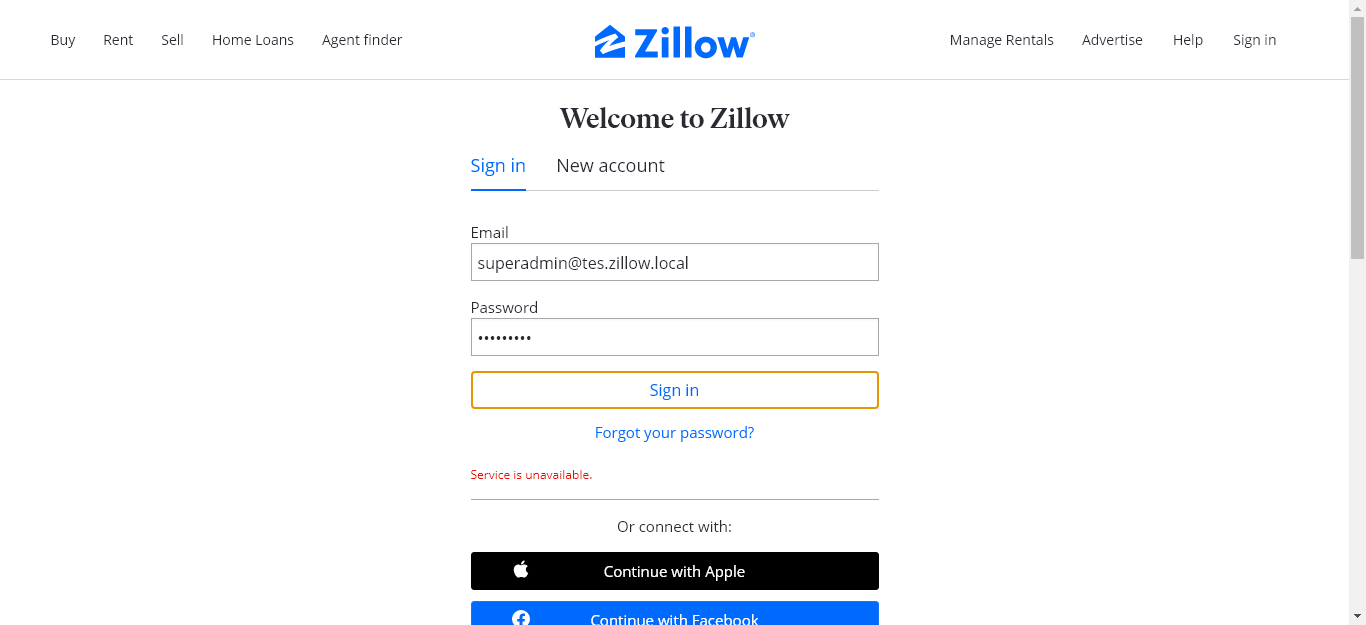 Buy Rent Sell Home Loans Agent finder Zillow® Manage Rentals Advertise Help Sign in
Welcome to Zillow
Sign in New account
Email
superadmin@tes.zillow.local
Password
•••••••••
Sign in
Forgot your password?
Service is unavailable.
Or connect with:
Continue with Apple
Continue with Facebook